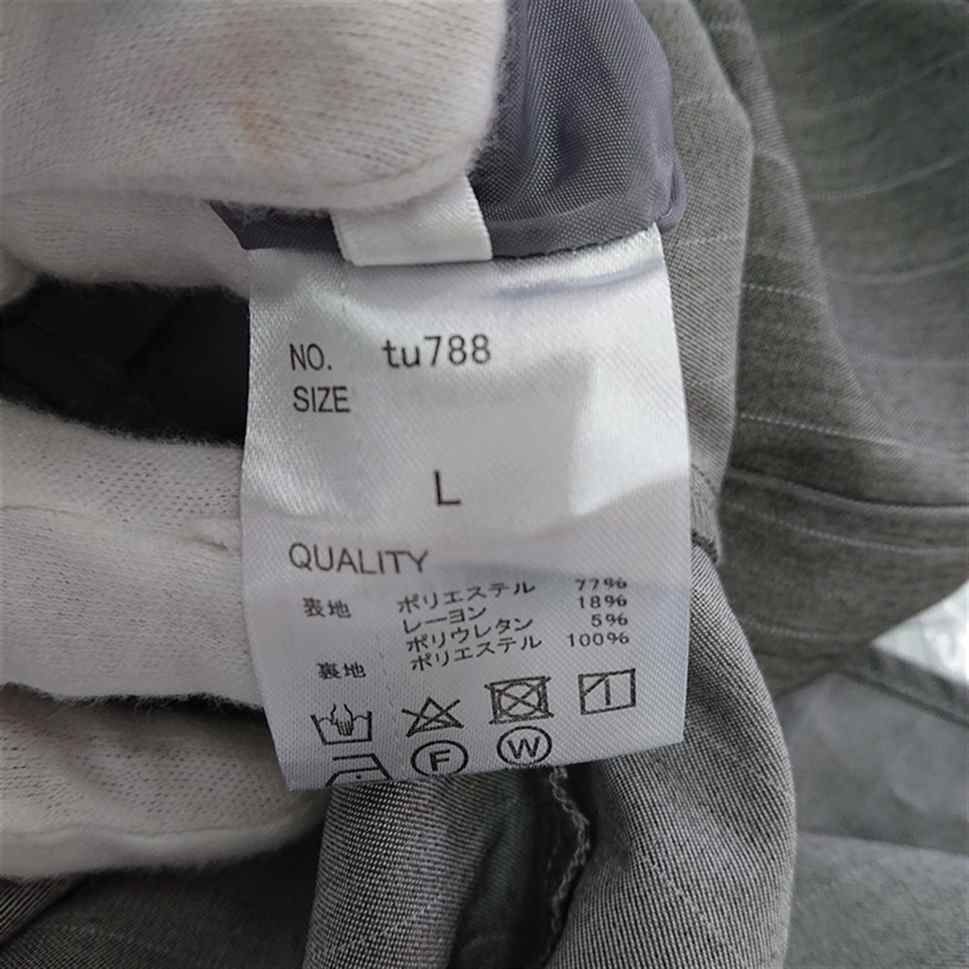 NO. tu788
SIZE
L
QUALITY
表地 ポリエステル 77%
レーヨン 18%
ポリウレタン 5%
裏地 ポリエステル 100%
F W